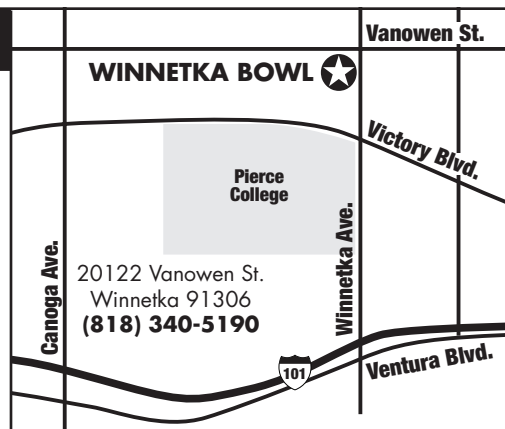 Vanowen St.
WINNETKA BOWL
Victory Blvd.
Pierce
College
Canoga Ave.
Winnetka Ave.
20122 Vanowen St.
Winnetka 91306
(818) 340-5190
101
Ventura Blvd.